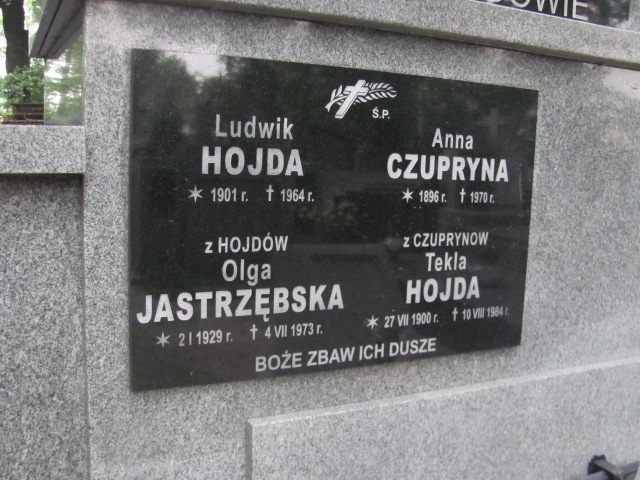 Ś.P.
Ludwik
HOJDA
✶ 1901 r. ✝ 1964 r.
Anna
CZUPRYNA
✶ 1896 r. ✝ 1970 r.
z HOJDÓW
Olga
JASTRZĘBSKA
✶ 2 I 1929 r. ✝ 4 VII 1973 r.
z CZUPRYNOW
Tekla
HOJDA
✶ 27 VII 1900 r. ✝ 10 VIII 1984 r.
BOŻE ZBAW ICH DUSZE